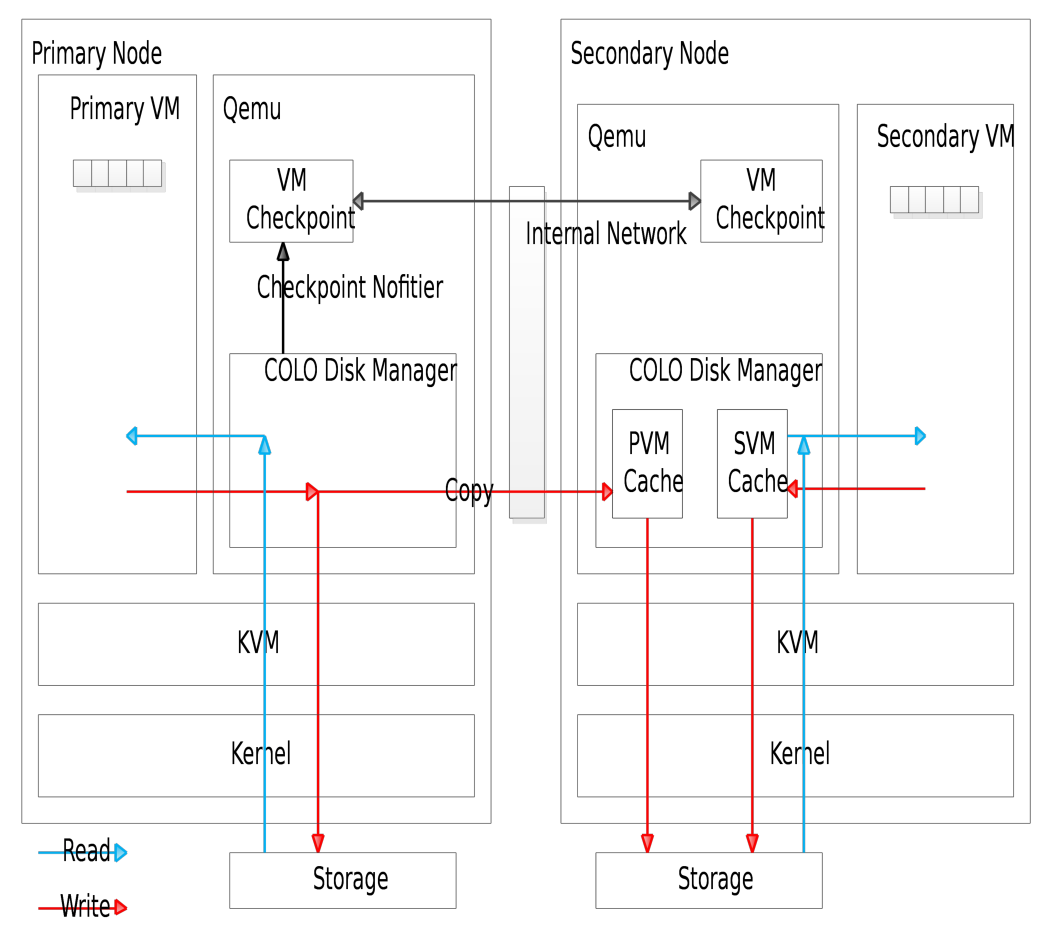 Primary Node
Primary VM
Qemu
VM
Checkpoint
Checkpoint Nofitier
COLO Disk Manager
Copy
KVM
Kernel
Storage
Internal Network
Secondary Node
Qemu
Secondary VM
VM
Checkpoint
COLO Disk Manager
PVM
Cache
SVM
Cache
KVM
Kernel
Storage
Read
Write